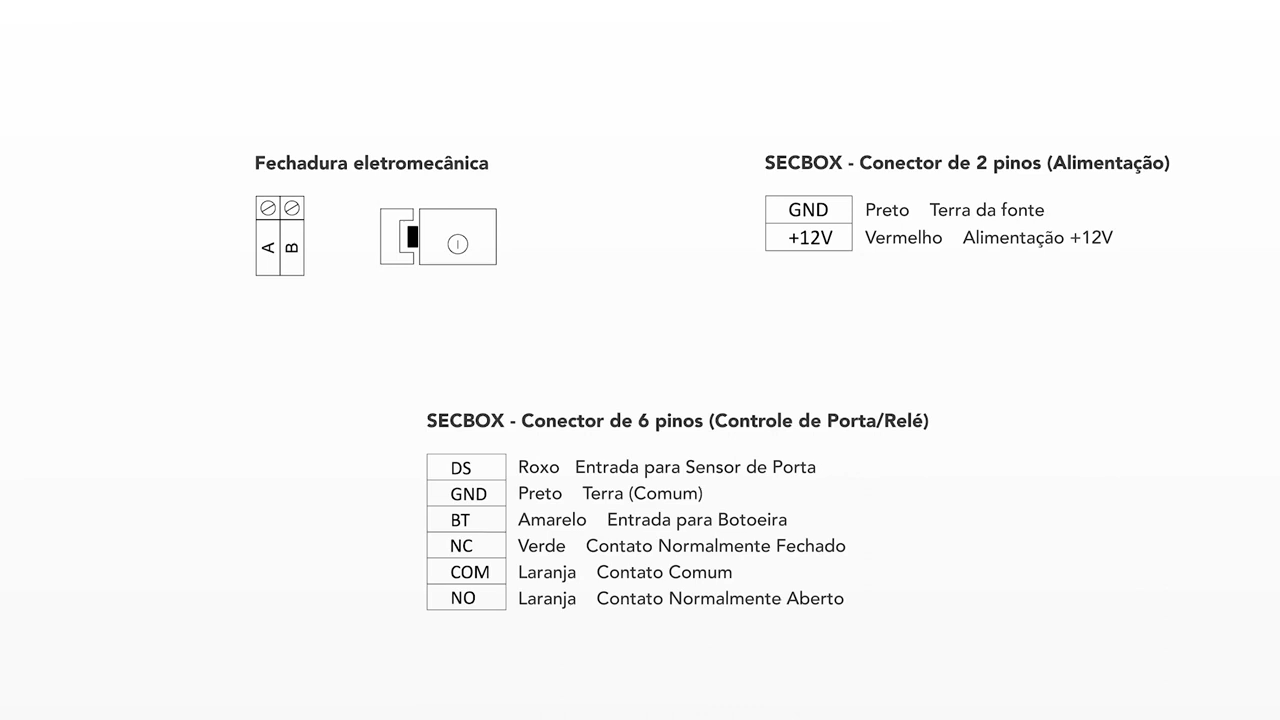 Fechadura eletromecânica
A
B
SECBOX - Conector de 2 pinos (Alimentação)
GND Preto Terra da fonte
+12V Vermelho Alimentação +12V
SECBOX - Conector de 6 pinos (Controle de Porta/Relé)
DS Roxo Entrada para Sensor de Porta
GND Preto Terra (Comum)
BT Amarelo Entrada para Botoeira
NC Verde Contato Normalmente Fechado
COM Laranja Contato Comum
NO Laranja Contato Normalmente Aberto